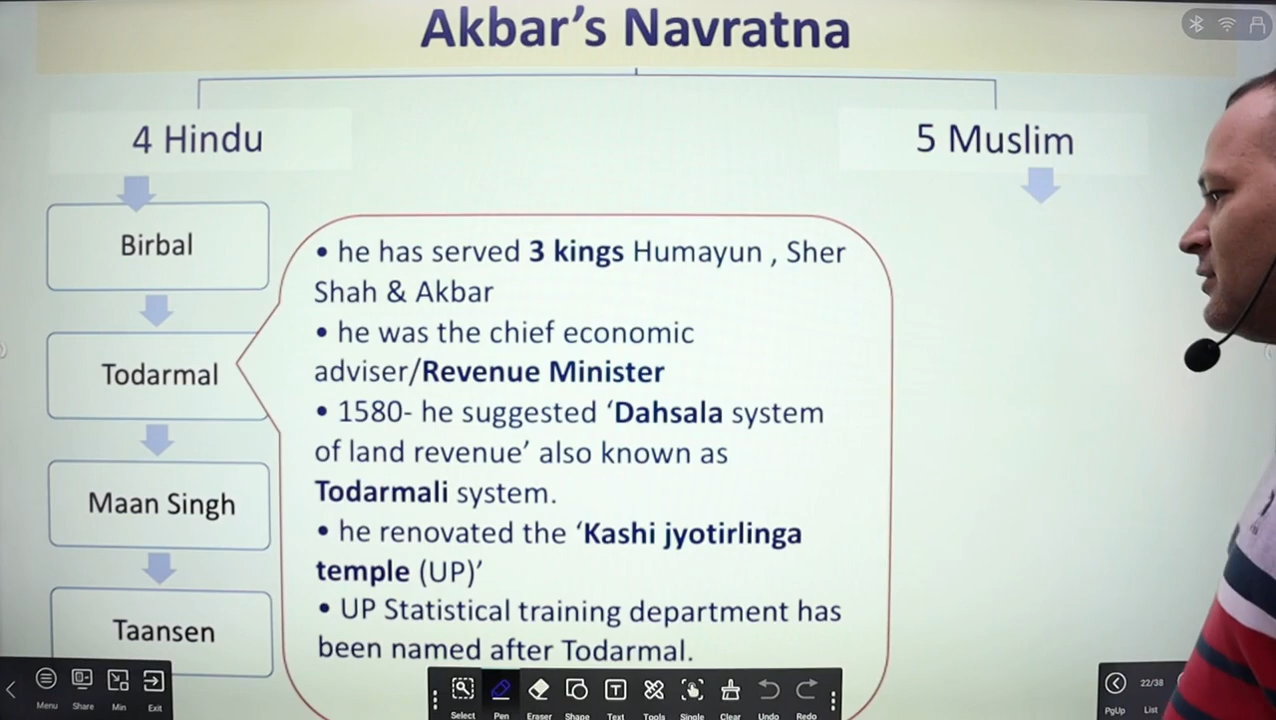 Akbar's Navratna
4 Hindu
5 Muslim
Birbal
Todarmal
Maan Singh
Taansen
• he has served 3 kings Humayun , Sher
Shah & Akbar
• he was the chief economic
adviser/Revenue Minister
• 1580- he suggested 'Dahsala system
of land revenue' also known as
Todarmali system.
• he renovated the 'Kashi jyotirlinga
temple (UP)'
• UP Statistical training department has
been named after Todarmal.
Menu Share Min Exit
Select Pen Eraser Shape Text Tools Single Clear Undo Redo
22/38
PgUp List